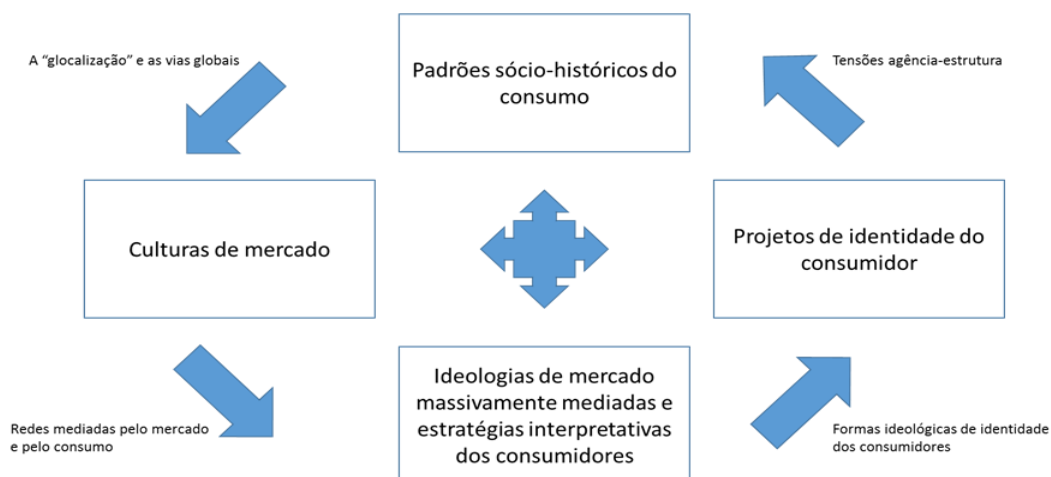 A “glocalização” e as vias globais
Padrões sócio-históricos do
consumo
Tensões agência-estrutura
Culturas de mercado
Projetos de identidade do
consumidor
Ideologias de mercado
massivamente mediadas e
estratégias interpretativas
dos consumidores
Redes mediadas pelo mercado
e pelo consumo
Formas ideológicas de identidade
dos consumidores